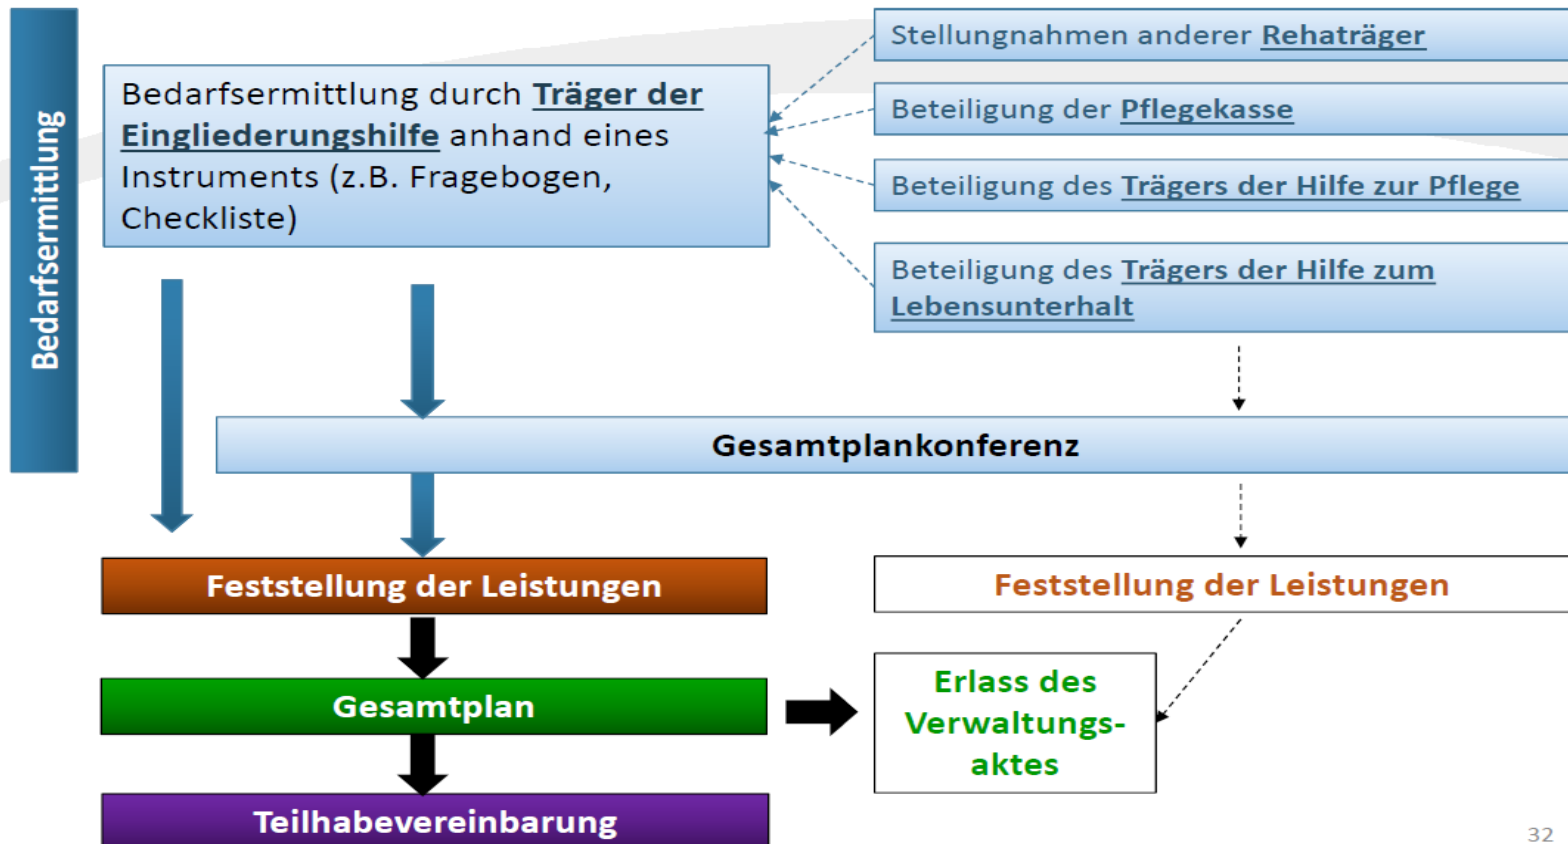 Bedarfsermittlung
Bedarfsermittlung durch Träger der
Eingliederungshilfe anhand eines
Instruments (z.B. Fragebogen,
Checkliste)
Stellungnahmen anderer Rehaträger
Beteiligung der Pflegekasse
Beteiligung des Trägers der Hilfe zur Pflege
Beteiligung des Trägers der Hilfe zum
Lebensunterhalt
Gesamtplankonferenz
Feststellung der Leistungen
Feststellung der Leistungen
Gesamtplan
Erlass des
Verwaltungs-
aktes
Teilhabevereinbarung
32